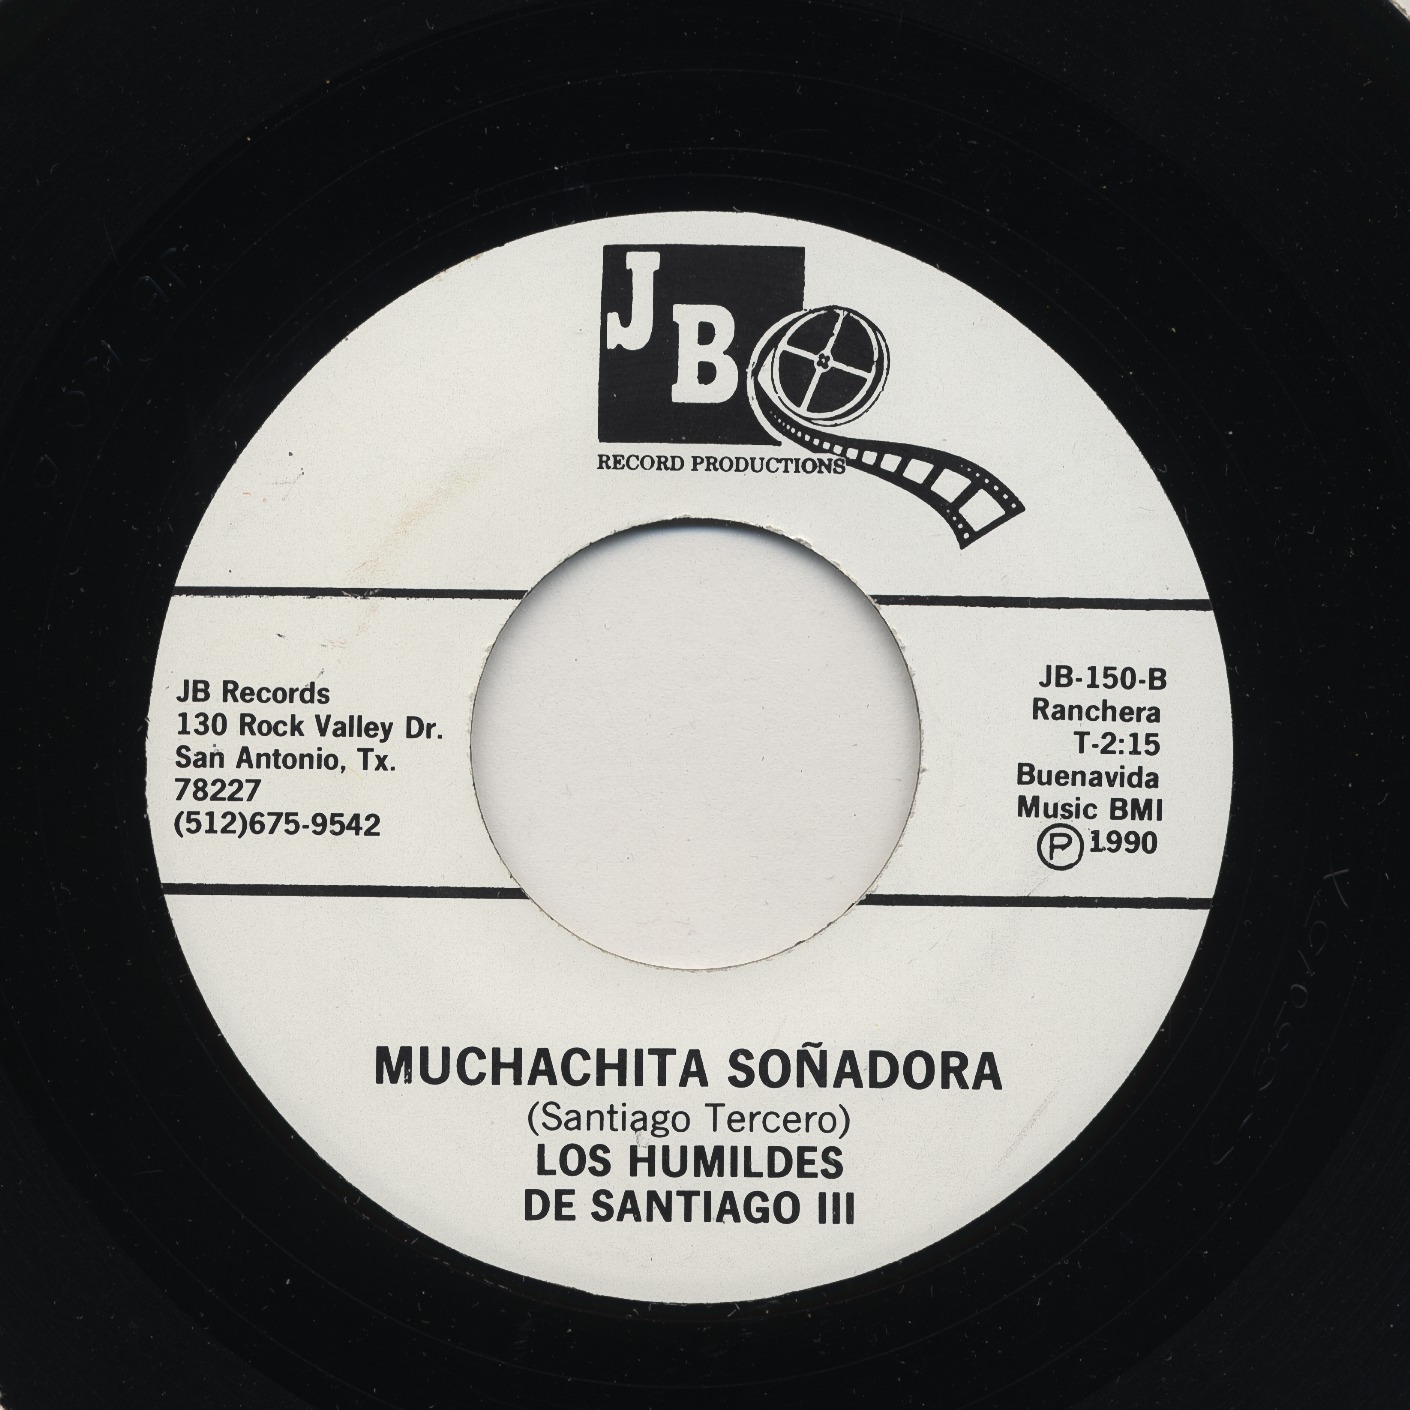 JB
RECORD PRODUCTIONS
JB Records
130 Rock Valley Dr.
San Antonio, Tx.
78227
(512)675-9542
JB-150-B
Ranchera
T-2:15
Buenavida
Music BMI
Ⓟ 1990
MUCHACHITA SOÑADORA
(Santiago Tercero)
LOS HUMILDES
DE SANTIAGO III